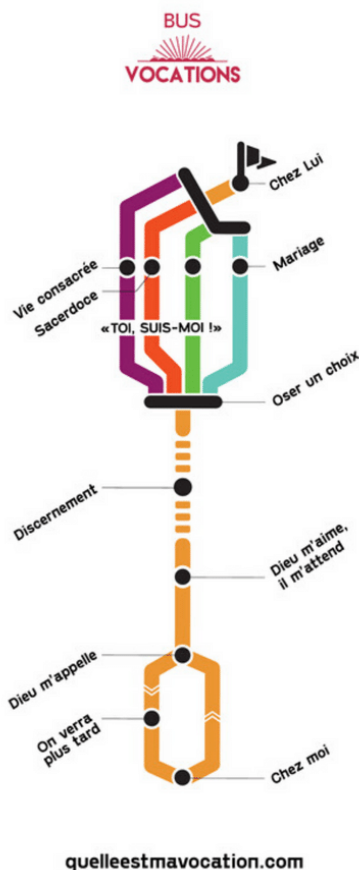 BUS
VOCATIONS
Chez Lui
Vie consacrée
Sacerdoce
Mariage
«TOI, SUIS-MOI !»
Oser un choix
Discernement
Dieu m'aime,
il m'attend
Dieu m'appelle
On verra
plus tard
Chez moi
quelleestmavocation.com